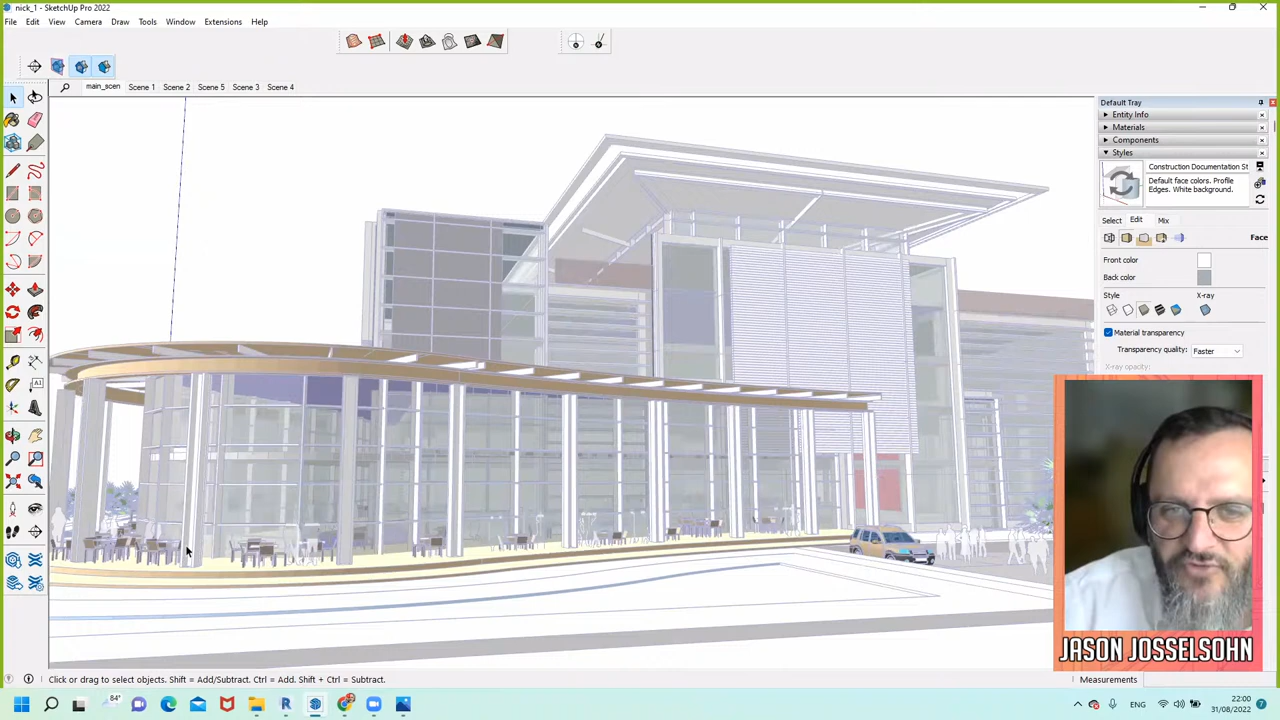 nick_1 - SketchUp Pro 2022
File Edit View Camera Draw Tools Window Extensions Help
main_scen Scene 1 Scene 2 Scene 5 Scene 3 Scene 4
Default Tray
Entity Info
Materials
Components
Styles
Construction Documentation St
Default face colors. Profile
Edges. White background.
Select Edit Mix
Face
Front color
Back color
Style X-ray
Material transparency
Transparency quality: Faster
X-ray opacity:
JASON JOSSELSOHN
Click or drag to select objects. Shift = Add/Subtract. Ctrl = Add. Shift + Ctrl = Subtract.
Measurements
84°
ENG
22:00
31/08/2022